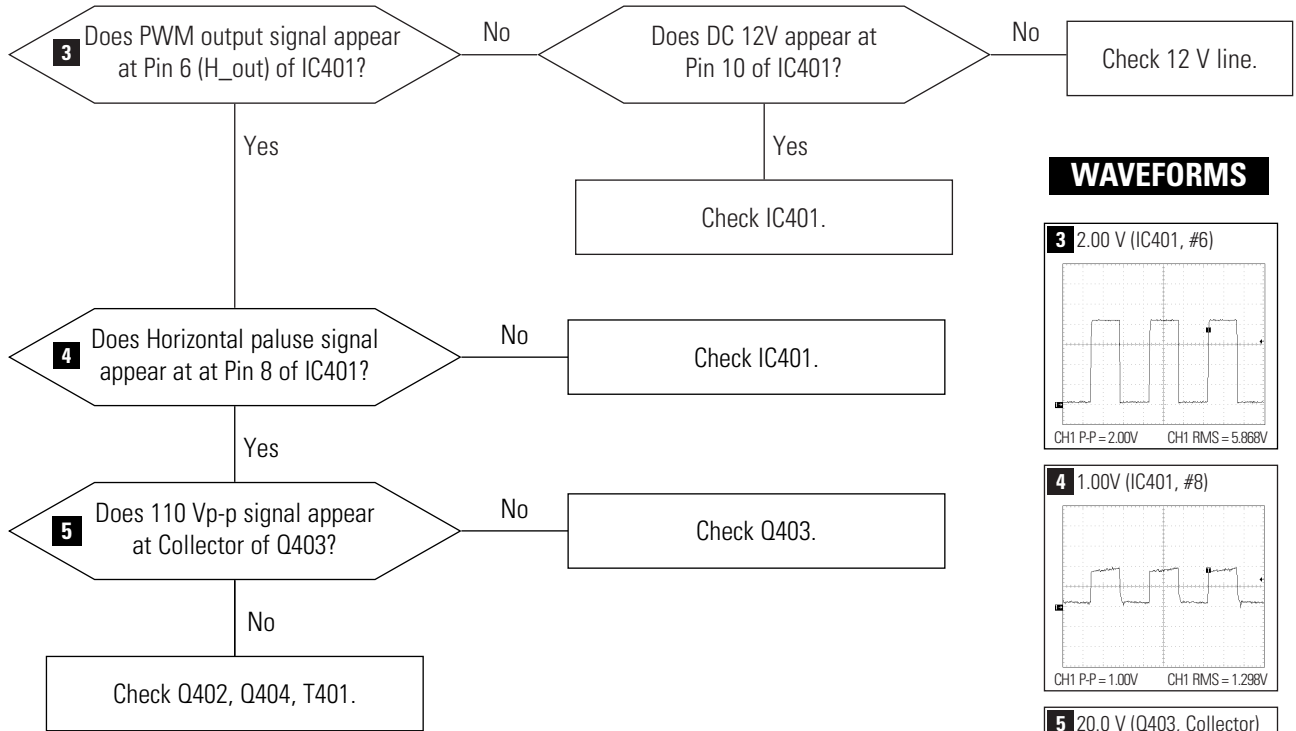 3 Does PWM output signal appear
at Pin 6 (H_out) of IC401?
No
Does DC 12V appear at
Pin 10 of IC401?
No
Check 12 V line.
Yes
Yes
Check IC401.
4 Does Horizontal paluse signal
appear at at Pin 8 of IC401?
No
Check IC401.
Yes
5 Does 110 Vp-p signal appear
at Collector of Q403?
No
Check Q403.
No
Check Q402, Q404, T401.
WAVEFORMS
3 2.00 V (IC401, #6)
CH1 P-P = 2.00V CH1 RMS = 5.868V
4 1.00V (IC401, #8)
CH1 P-P = 1.00V CH1 RMS = 1.298V
5 20.0 V (Q403, Collector)